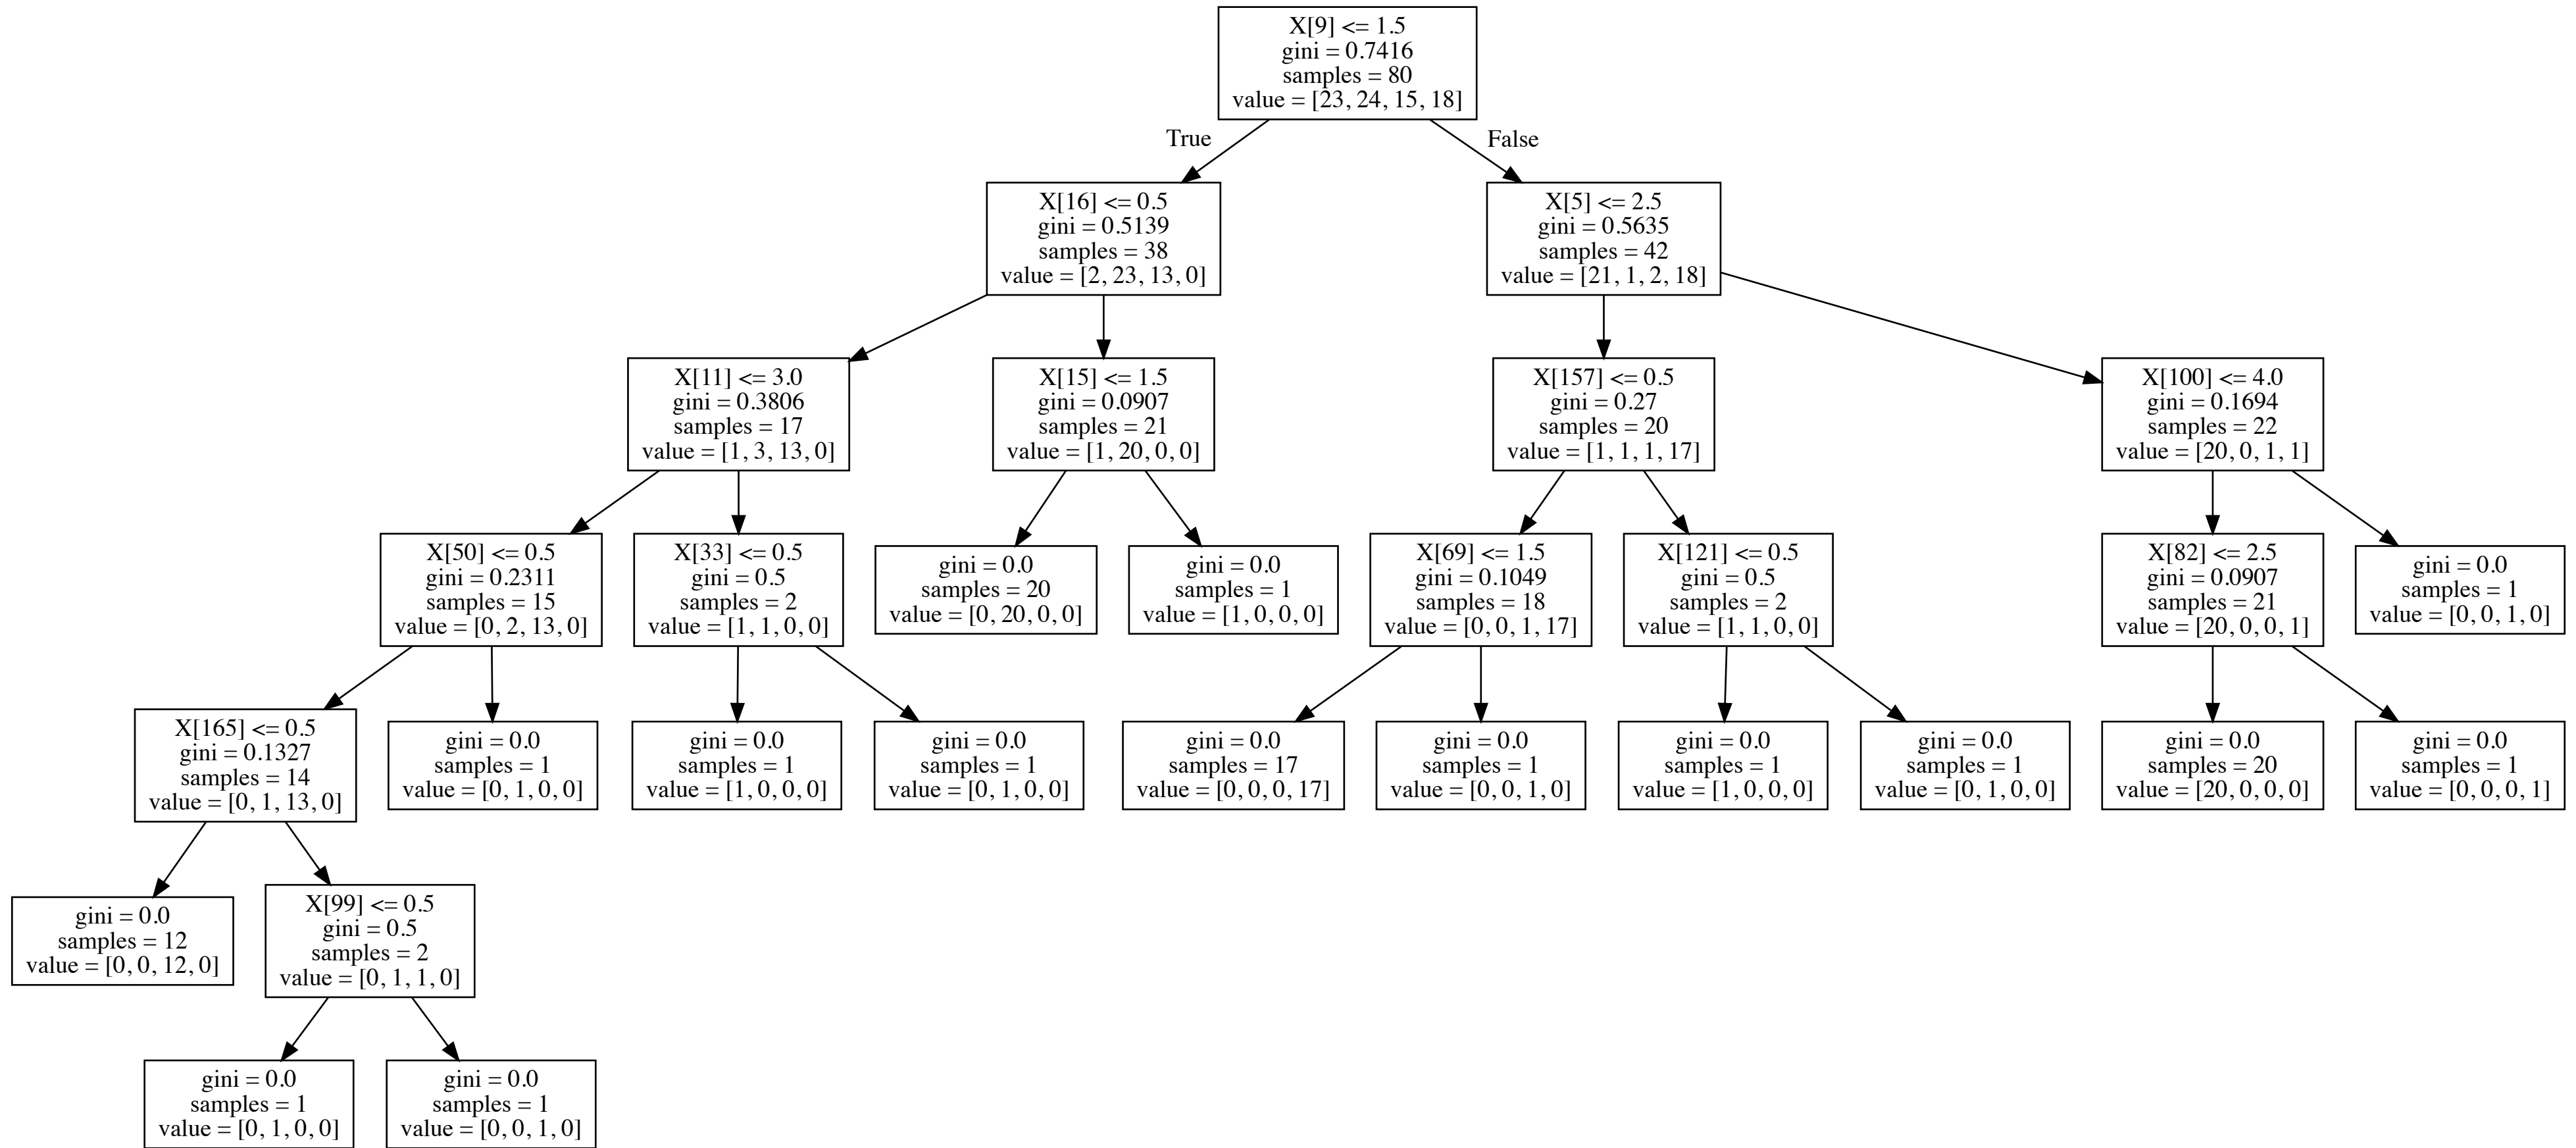 X[9] <= 1.5
gini = 0.7416
samples = 80
value = [23, 24, 15, 18]
True
False
X[16] <= 0.5
gini = 0.5139
samples = 38
value = [2, 23, 13, 0]
X[5] <= 2.5
gini = 0.5635
samples = 42
value = [21, 1, 2, 18]
X[11] <= 3.0
gini = 0.3806
samples = 17
value = [1, 3, 13, 0]
X[15] <= 1.5
gini = 0.0907
samples = 21
value = [1, 20, 0, 0]
X[157] <= 0.5
gini = 0.27
samples = 20
value = [1, 1, 1, 17]
X[100] <= 4.0
gini = 0.1694
samples = 22
value = [20, 0, 1, 1]
X[50] <= 0.5
gini = 0.2311
samples = 15
value = [0, 2, 13, 0]
X[33] <= 0.5
gini = 0.5
samples = 2
value = [1, 1, 0, 0]
gini = 0.0
samples = 20
value = [0, 20, 0, 0]
gini = 0.0
samples = 1
value = [1, 0, 0, 0]
X[69] <= 1.5
gini = 0.1049
samples = 18
value = [0, 0, 1, 17]
X[121] <= 0.5
gini = 0.5
samples = 2
value = [1, 1, 0, 0]
X[82] <= 2.5
gini = 0.0907
samples = 21
value = [20, 0, 0, 1]
gini = 0.0
samples = 1
value = [0, 0, 1, 0]
X[165] <= 0.5
gini = 0.1327
samples = 14
value = [0, 1, 13, 0]
gini = 0.0
samples = 1
value = [0, 1, 0, 0]
gini = 0.0
samples = 1
value = [1, 0, 0, 0]
gini = 0.0
samples = 1
value = [0, 1, 0, 0]
gini = 0.0
samples = 17
value = [0, 0, 0, 17]
gini = 0.0
samples = 1
value = [0, 0, 1, 0]
gini = 0.0
samples = 1
value = [1, 0, 0, 0]
gini = 0.0
samples = 1
value = [0, 1, 0, 0]
gini = 0.0
samples = 20
value = [20, 0, 0, 0]
gini = 0.0
samples = 1
value = [0, 0, 0, 1]
gini = 0.0
samples = 12
value = [0, 0, 12, 0]
X[99] <= 0.5
gini = 0.5
samples = 2
value = [0, 1, 1, 0]
gini = 0.0
samples = 1
value = [0, 1, 0, 0]
gini = 0.0
samples = 1
value = [0, 0, 1, 0]